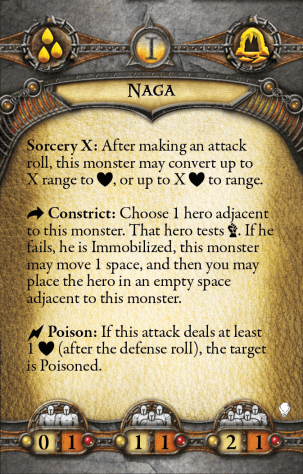 I
NAGA
Sorcery X: After making an attack
roll, this monster may convert up to
X range to ♥, or up to X ♥ to range.
Constrict: Choose 1 hero adjacent
to this monster. That hero tests . If he
fails, he is Immobilized, this monster
may move 1 space, and then you may
place the hero in an empty space
adjacent to this monster.
Poison: If this attack deals at least
1 ♥ (after the defense roll), the target
is Poisoned.
0 1 1 1 2 1